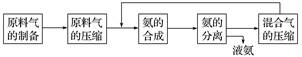 原料气的制备
原料气的压缩
氨的合成
氨的分离
混合气的压缩
液氨